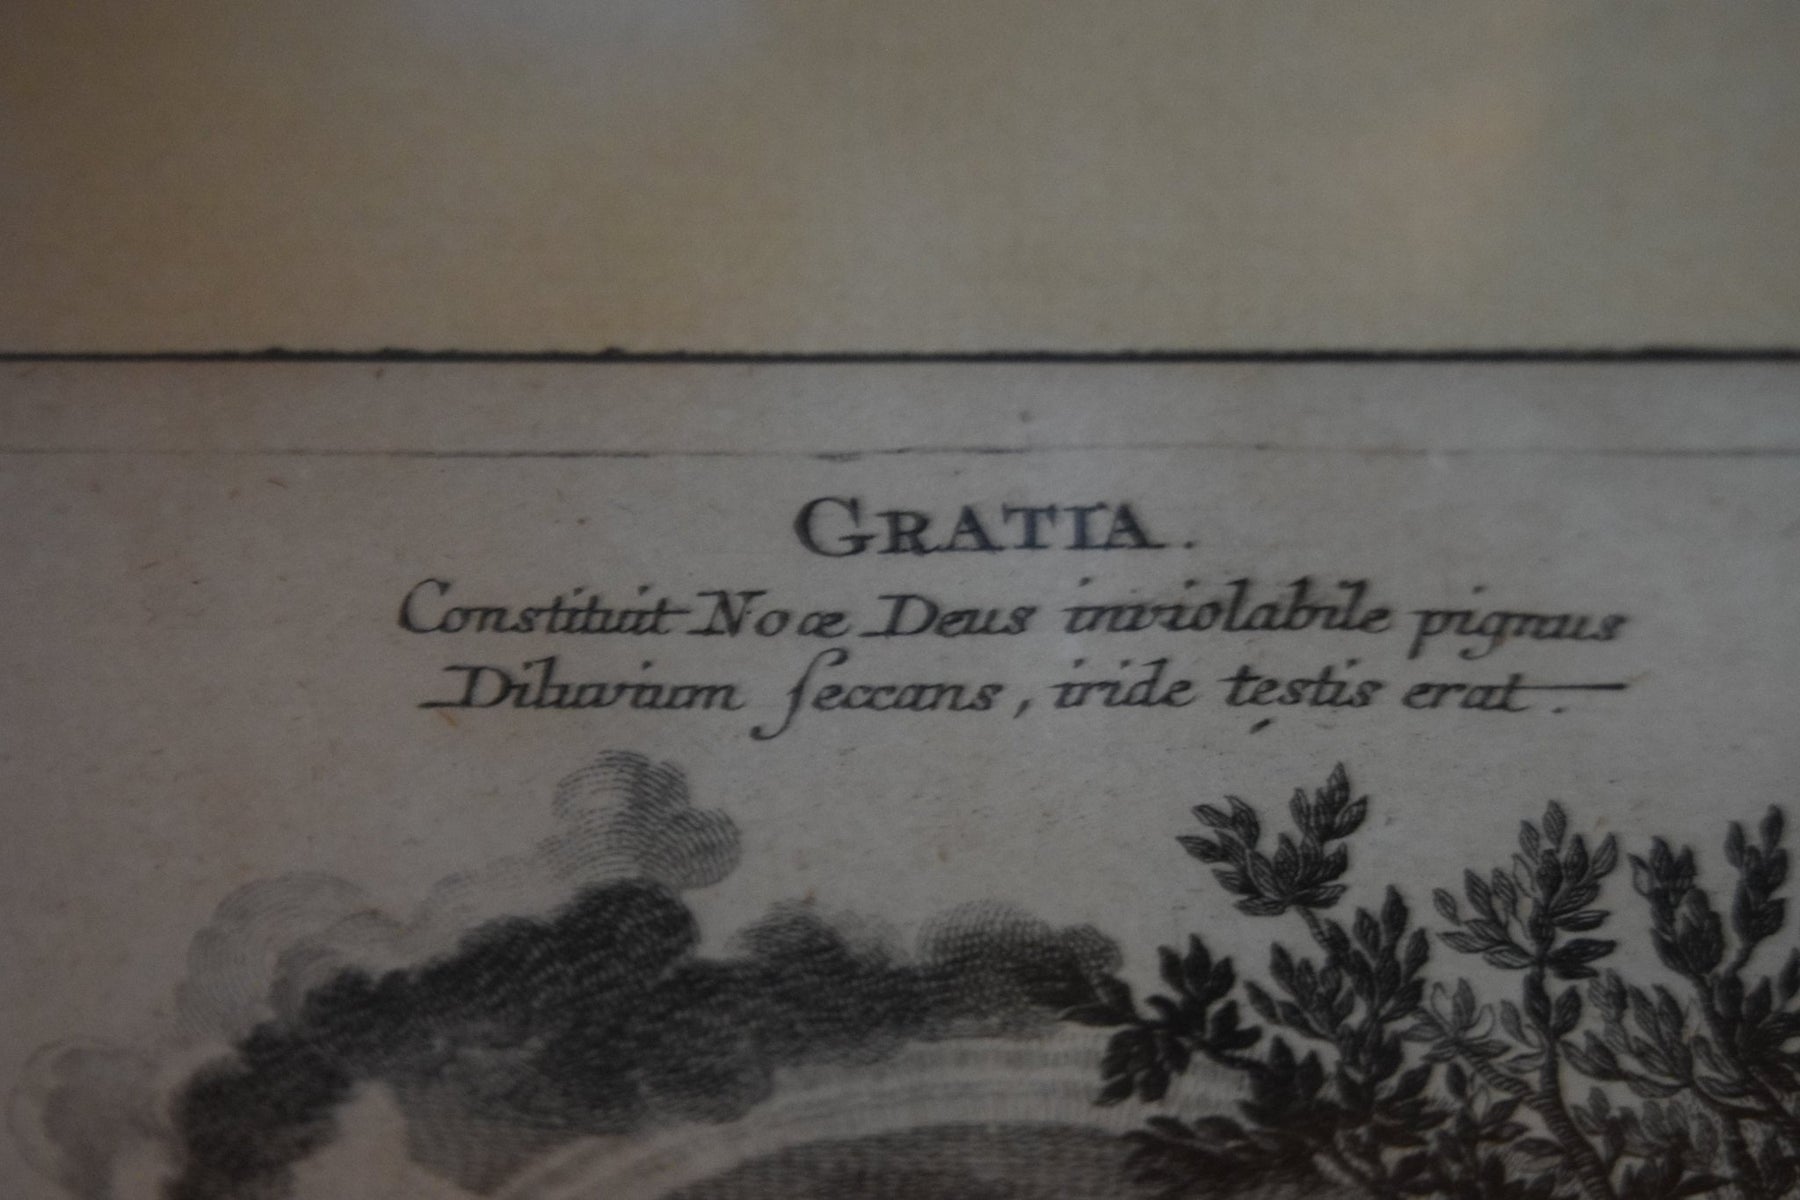 GRATIA.
Constituit Noæ Deus inviolabile pignus
Diluvium ſeccans, iride testis erat.